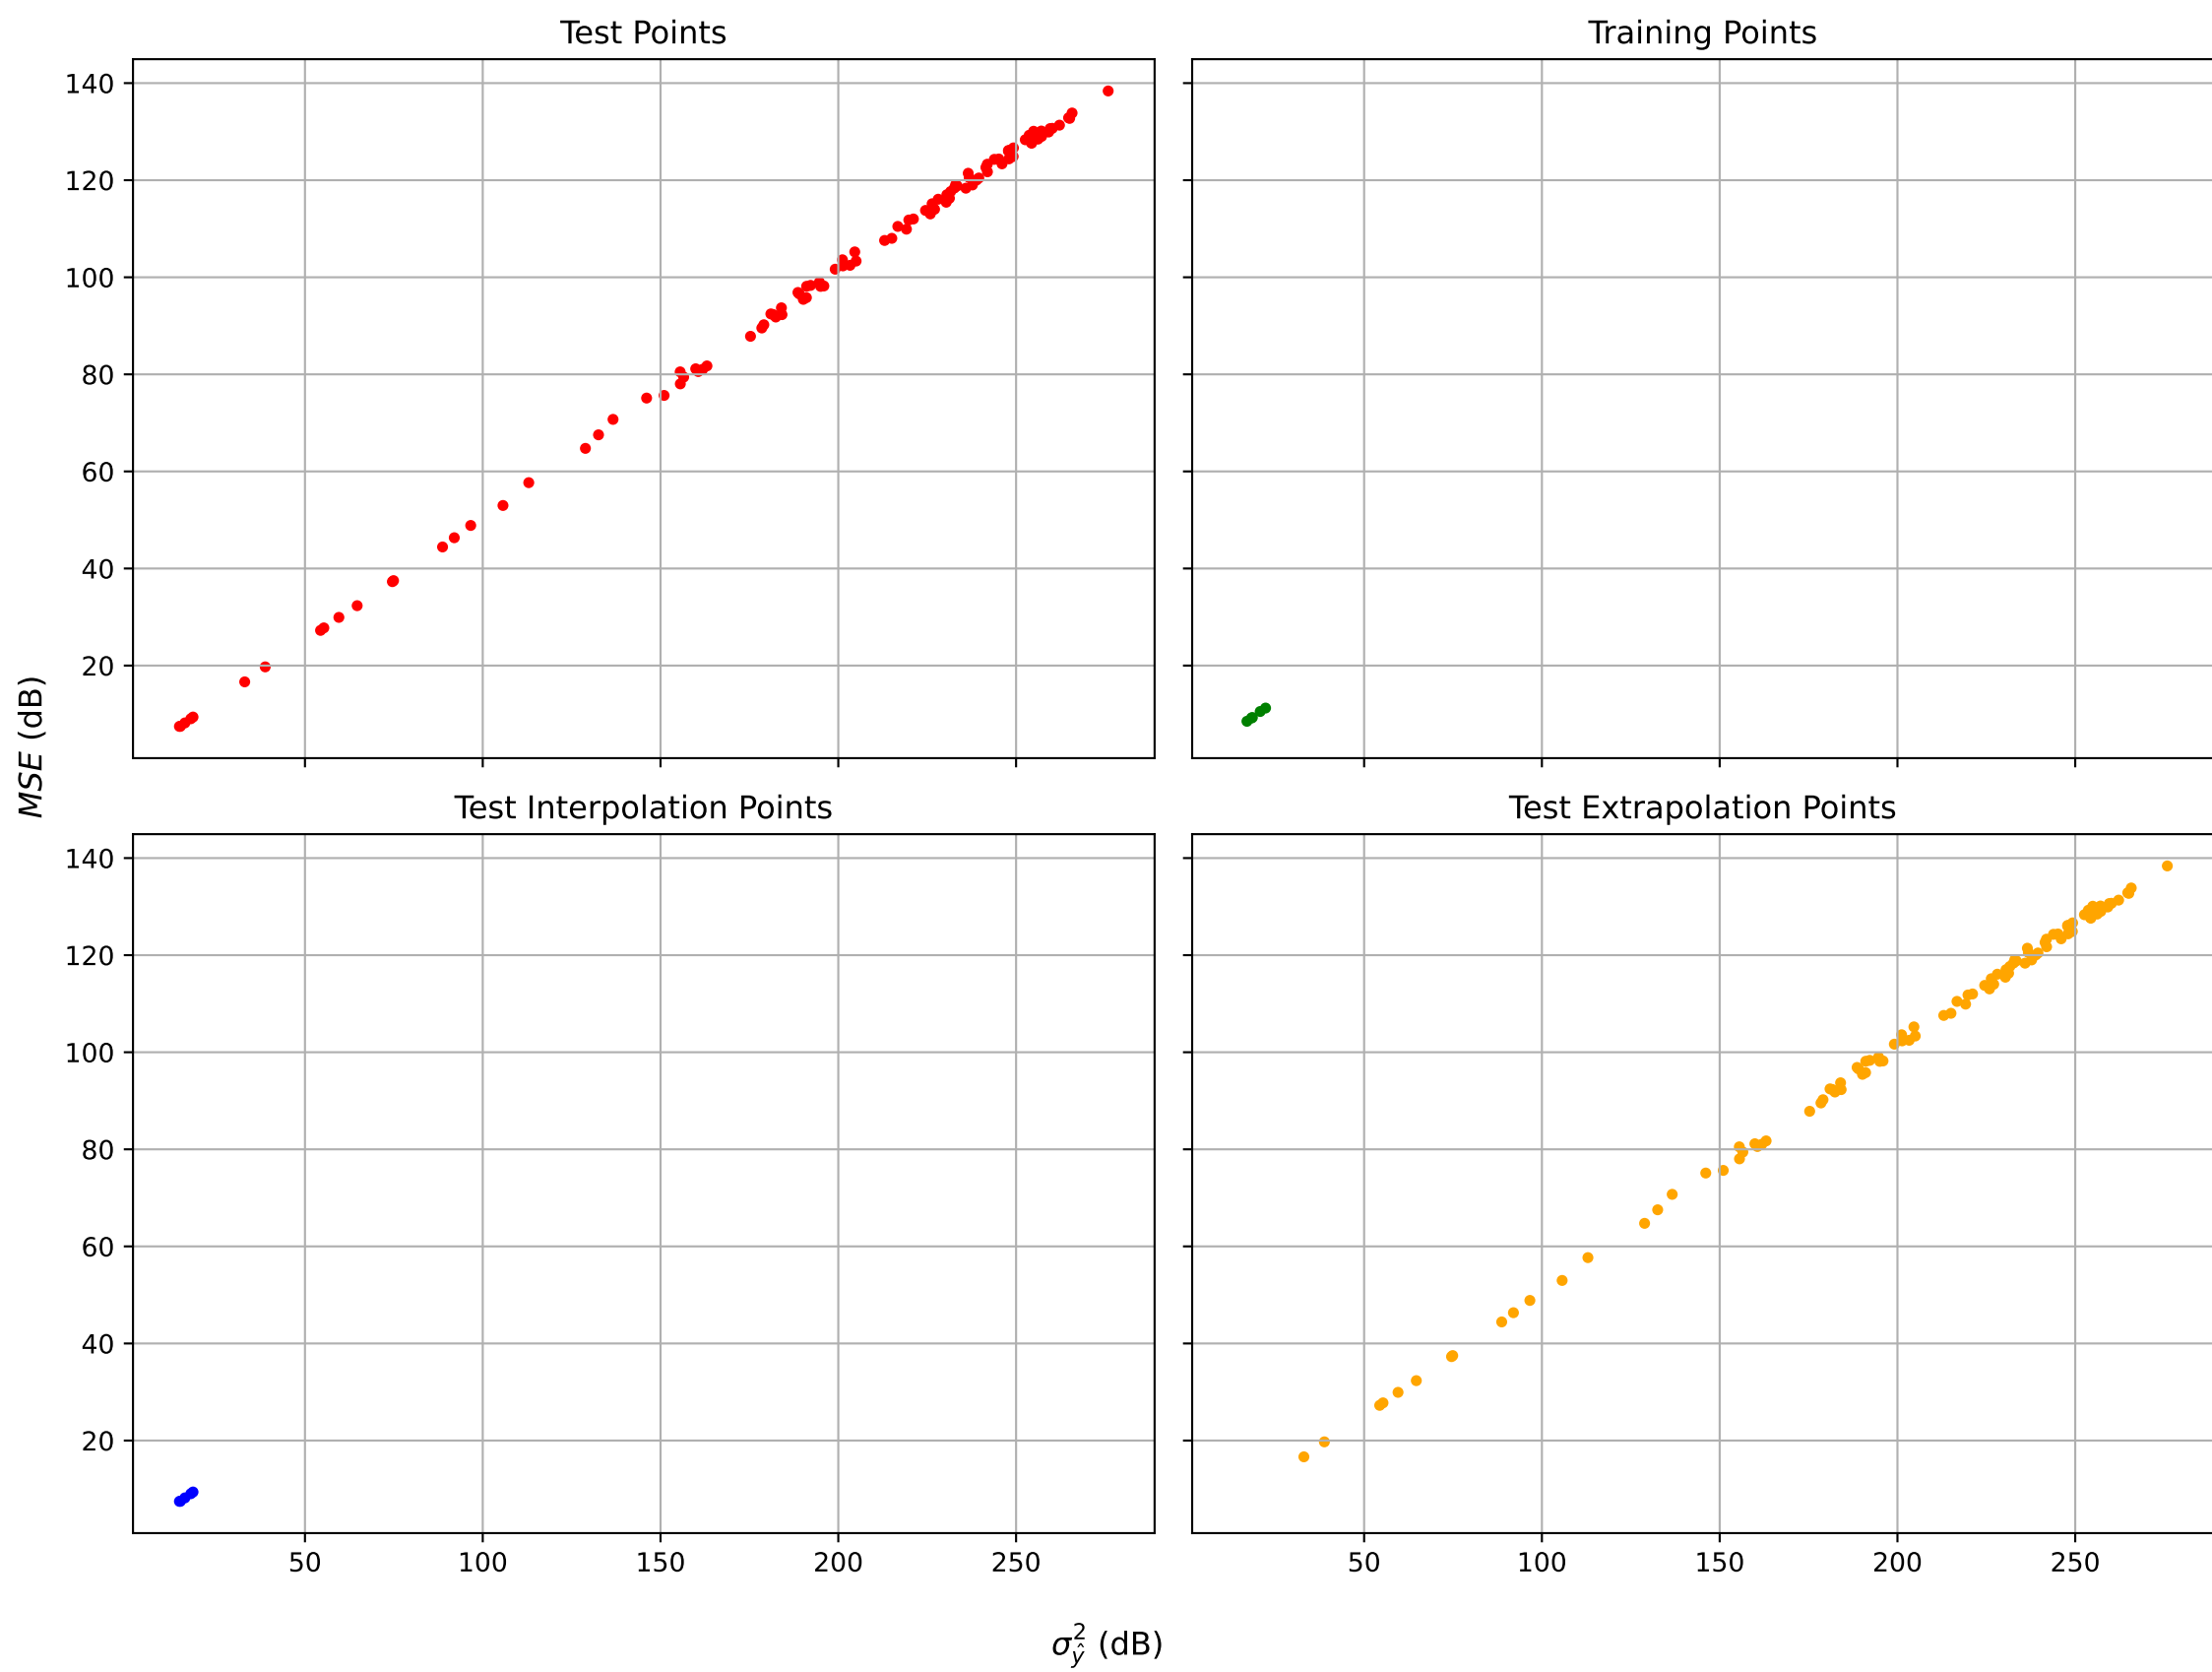 Test Points
Training Points
140
120
100
80
60
40
20
MSE (dB)
Test Interpolation Points
Test Extrapolation Points
140
120
100
80
60
40
20
50 100 150 200 250
50 100 150 200 250
σ²_ŷ (dB)